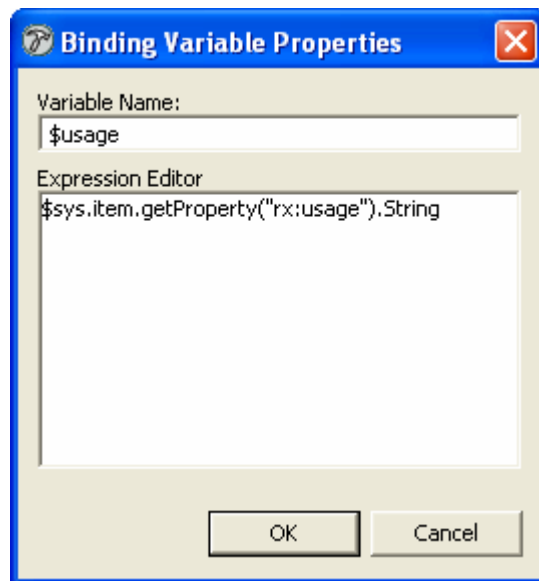 Binding Variable Properties
Variable Name:
$usage
Expression Editor
$sys.item.getProperty("rx:usage").String
OK Cancel